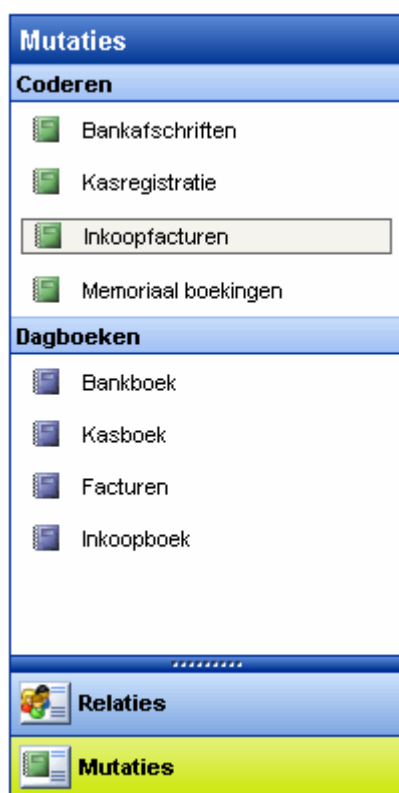 Mutaties
Coderen
Bankafschriften
Kasregistratie
Inkoopfacturen
Memoriaal boekingen
Dagboeken
Bankboek
Kasboek
Facturen
Inkoopboek
Relaties
Mutaties